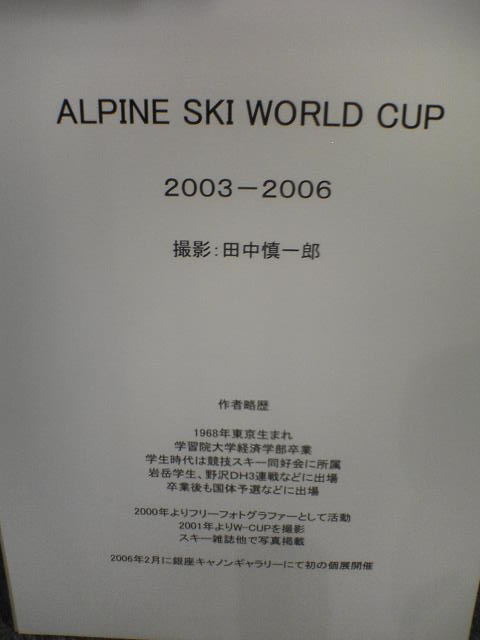 ALPINE SKI WORLD CUP
2003－2006
撮影：田中慎一郎
作者略歴
1968年東京生まれ
学習院大学経済学部卒業
学生時代は競技スキー同好会に所属
岩岳学生、野沢DH3連戦などに出場
卒業後も国体予選などに出場
2000年よりフリーフォトグラファーとして活動
2001年よりW-CUPを撮影
スキー雑誌他で写真掲載
2006年2月に銀座キャノンギャラリーにて初の個展開催